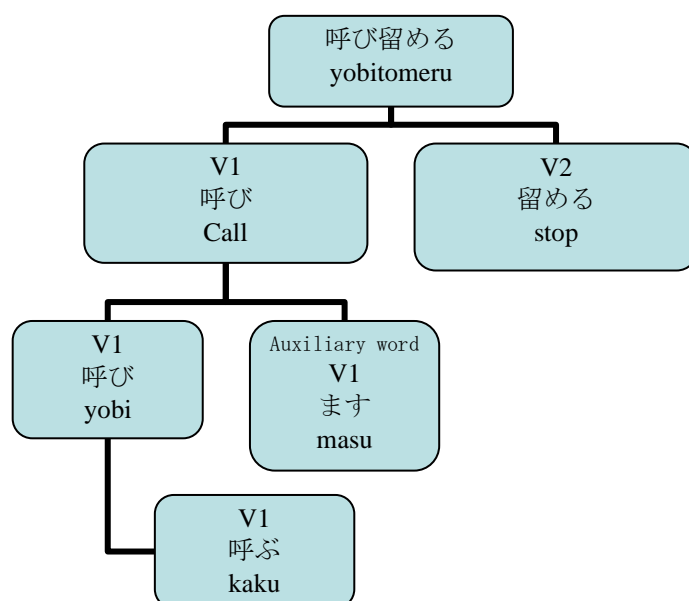 呼び留める
yobitomeru
V1
呼び
Call
V2
留める
stop
V1
呼び
yobi
Auxiliary word
V1
ます
masu
V1
呼ぶ
kaku